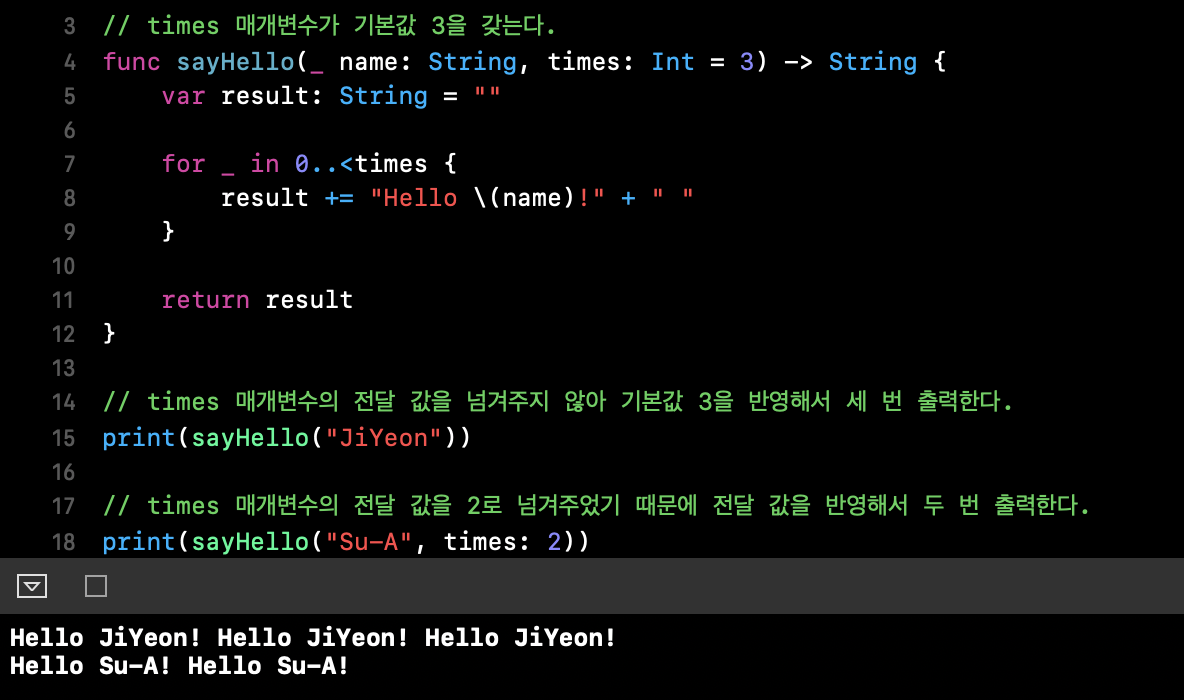 3 // times 매개변수가 기본값 3을 갖는다.
4 func sayHello(_ name: String, times: Int = 3) -> String {
5     var result: String = ""
6
7     for _ in 0..<times {
8         result += "Hello \(name)!" + " "
9     }
10
11     return result
12 }
13
14 // times 매개변수의 전달 값을 넘겨주지 않아 기본값 3을 반영해서 세 번 출력한다.
15 print(sayHello("JiYeon"))
16
17 // times 매개변수의 전달 값을 2로 넘겨주었기 때문에 전달 값을 반영해서 두 번 출력한다.
18 print(sayHello("Su-A", times: 2))
Hello JiYeon! Hello JiYeon! Hello JiYeon!
Hello Su-A! Hello Su-A!